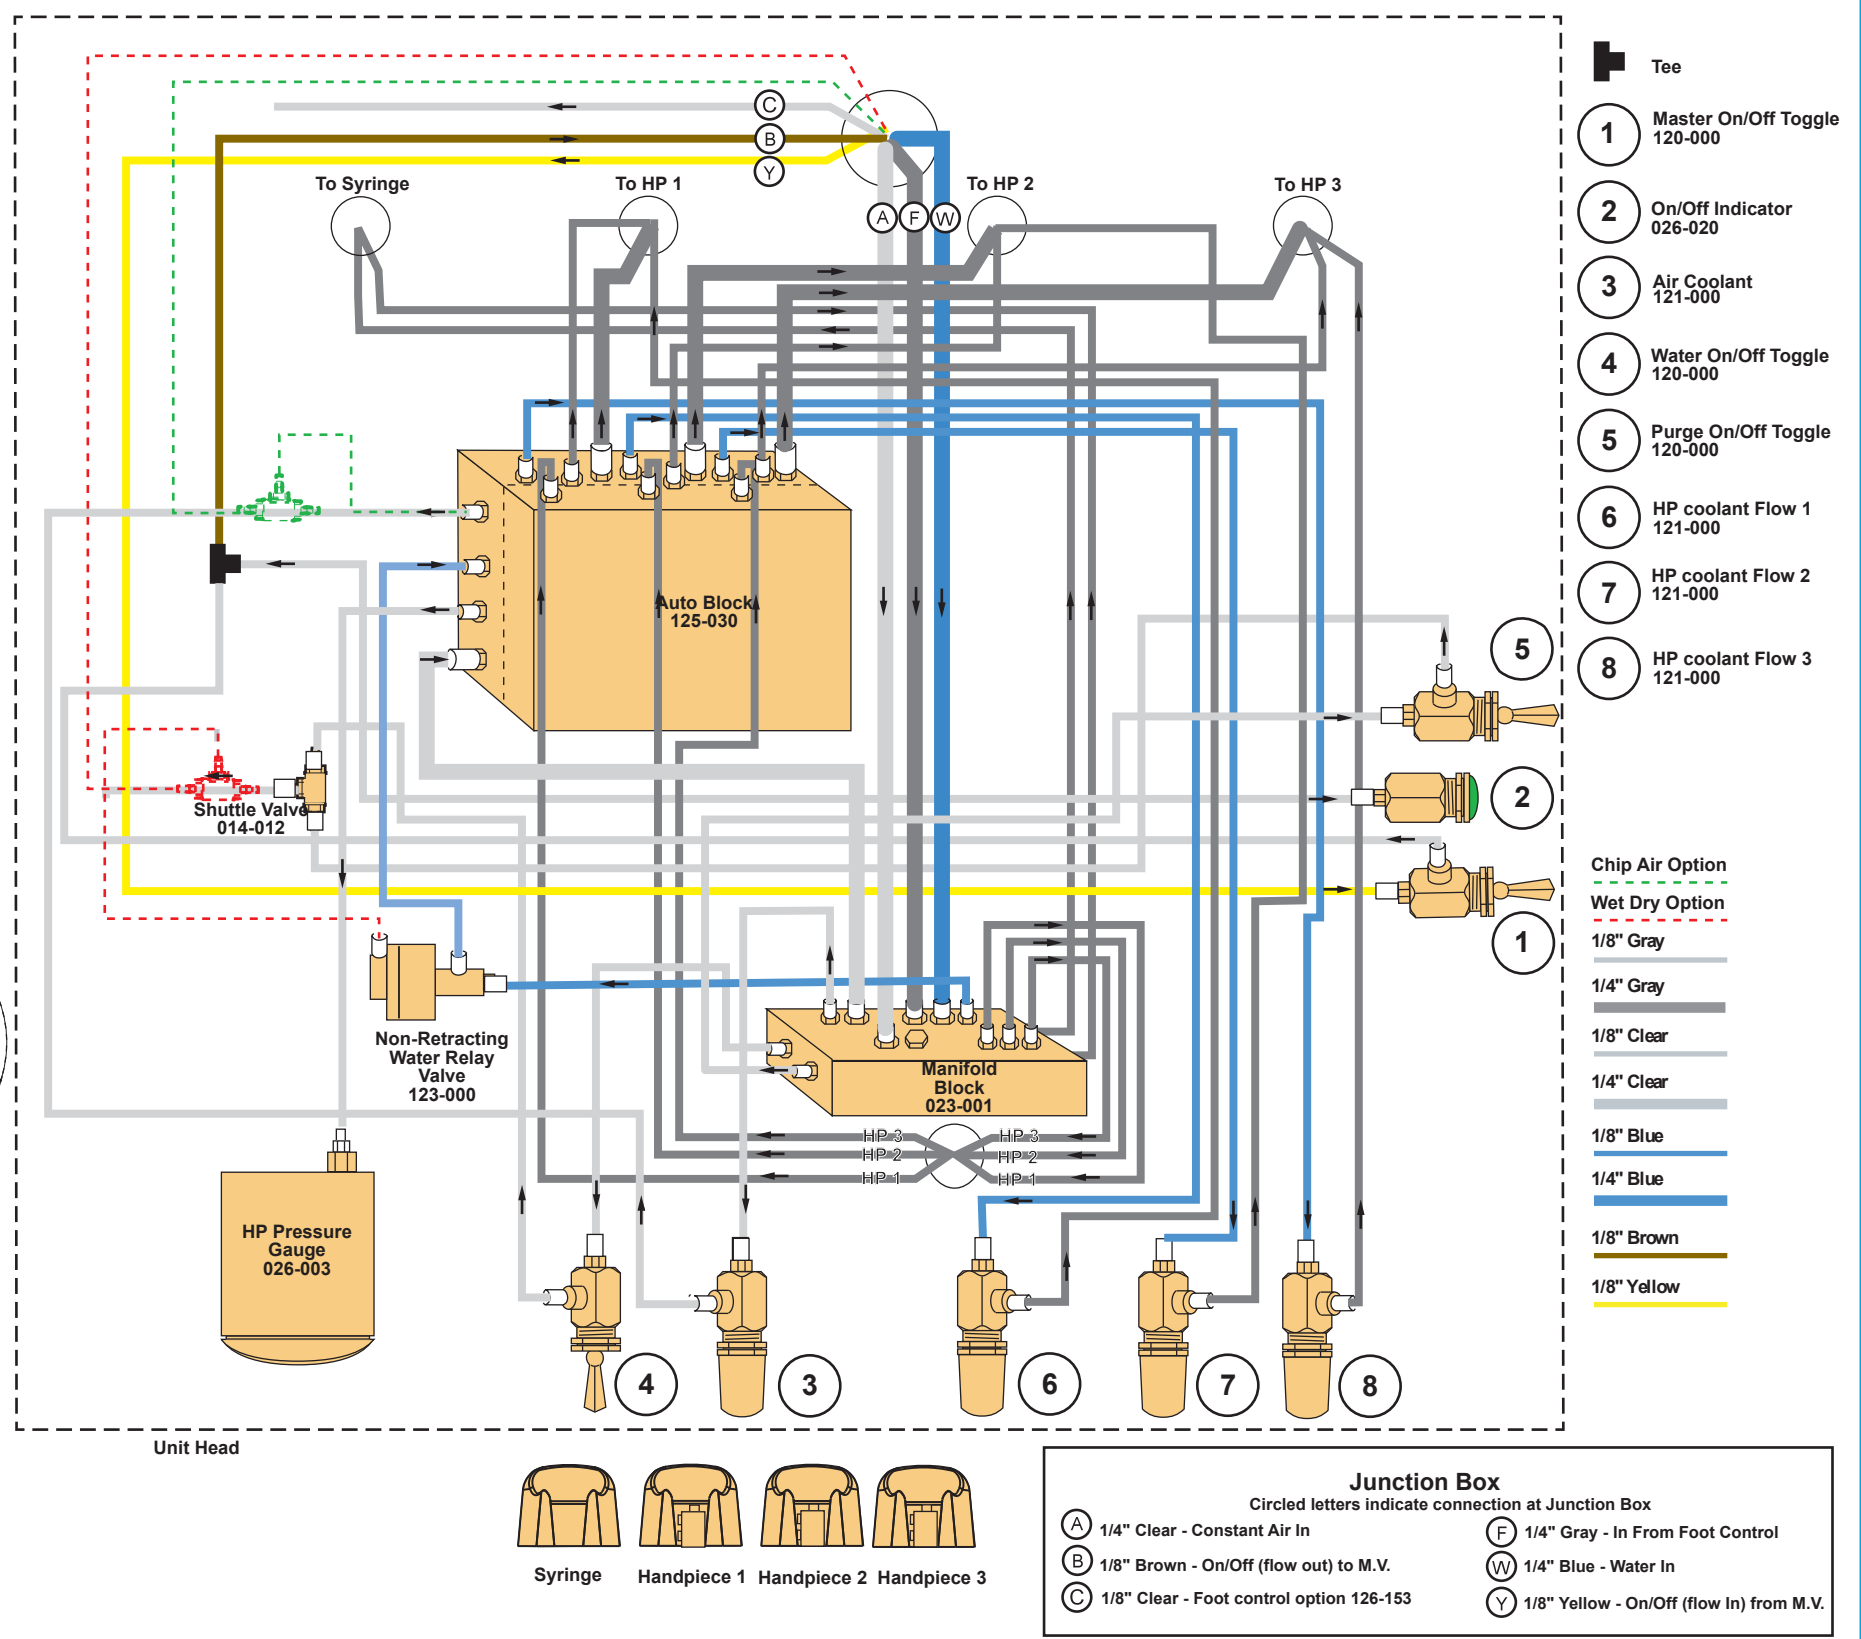 C
B
Y
To Syringe
To HP 1
To HP 2
To HP 3
A
F
W
Auto Block
125-030
Shuttle Valve
014-012
Non-Retracting
Water Relay
Valve
123-000
Manifold
Block
023-001
HP 3
HP 2
HP 1
HP 3
HP 2
HP 1
HP Pressure
Gauge
026-003
5
2
1
4
3
6
7
8
Unit Head
Tee
1
Master On/Off Toggle
120-000
2
On/Off Indicator
026-020
3
Air Coolant
121-000
4
Water On/Off Toggle
120-000
5
Purge On/Off Toggle
120-000
6
HP coolant Flow 1
121-000
7
HP coolant Flow 2
121-000
8
HP coolant Flow 3
121-000
Chip Air Option
Wet Dry Option
1/8" Gray
1/4" Gray
1/8" Clear
1/4" Clear
1/8" Blue
1/4" Blue
1/8" Brown
1/8" Yellow
Syringe
Handpiece 1
Handpiece 2
Handpiece 3
Junction Box
Circled letters indicate connection at Junction Box
A 1/4" Clear - Constant Air In
B 1/8" Brown - On/Off (flow out) to M.V.
C 1/8" Clear - Foot control option 126-153
F 1/4" Gray - In From Foot Control
W 1/4" Blue - Water In
Y 1/8" Yellow - On/Off (flow In) from M.V.